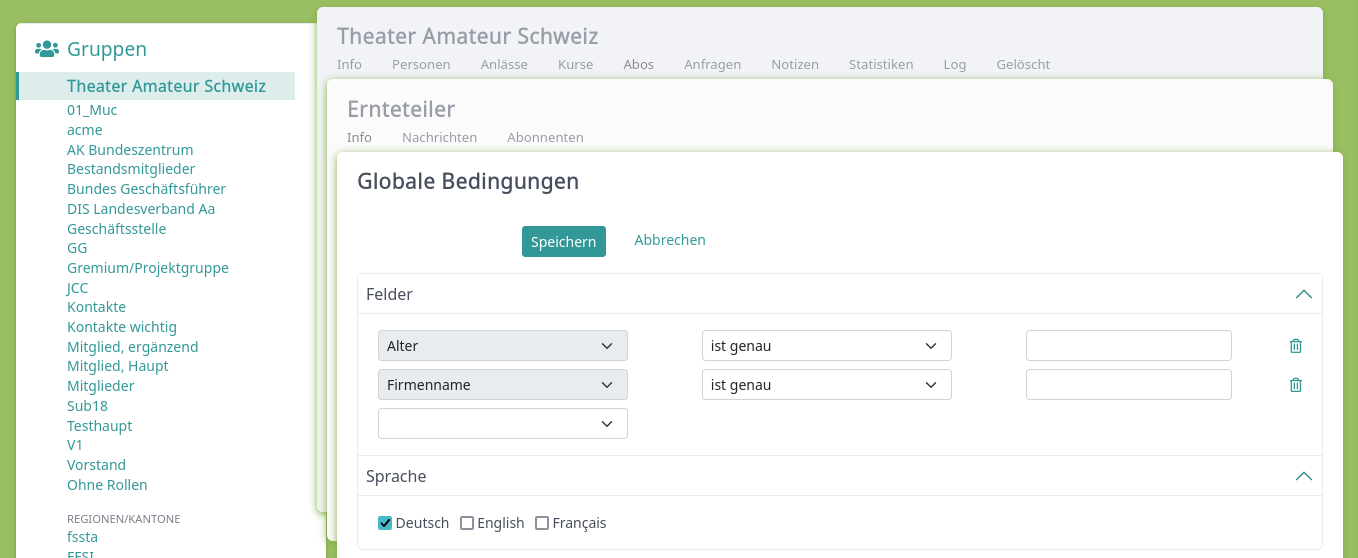 Gruppen
Theater Amateur Schweiz
01_Muc
acme
AK Bundeszentrum
Bestandsmitglieder
Bundes Geschäftsführer
DIS Landesverband Aa
Geschäftsstelle
GG
Gremium/Projektgruppe
JCC
Kontakte
Kontakte wichtig
Mitglied, ergänzend
Mitglied, Haupt
Mitglieder
Sub18
Testhaupt
V1
Vorstand
Ohne Rollen
REGIONEN/KANTONE
fssta
Theater Amateur Schweiz
Info Personen Anlässe Kurse Abos Anfragen Notizen Statistiken Log Gelöscht
Ernteteiler
Info Nachrichten Abonnenten
Globale Bedingungen
Speichern Abbrechen
Felder
Alter ist genau
Firmenname ist genau
Sprache
Deutsch English Français